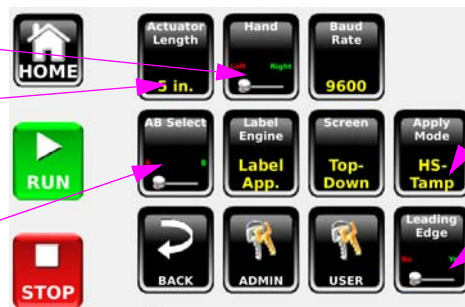 HOME
Actuator
Length
5 in.
Hand
Left Right
Baud
Rate
9600
RUN
AB Select
A B
Label
Engine
Label
App.
Screen
Top-
Down
Apply
Mode
HS-
Tamp
STOP
BACK
ADMIN
USER
Leading
Edge
No Yes